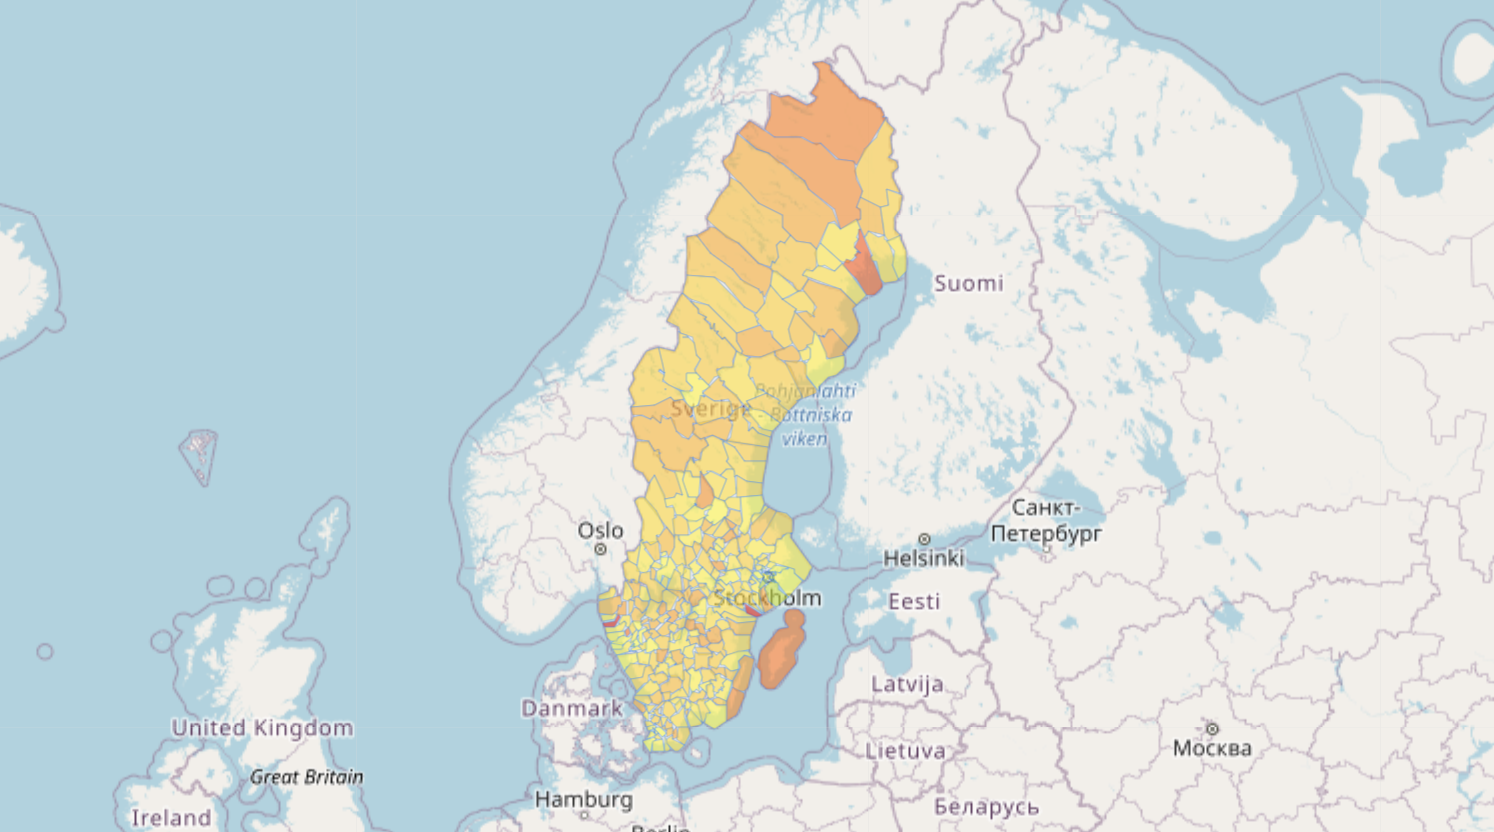 Suomi
Pohjanlahti
- Bottniska
viken
Sverige
Санкт-
Петербург
Oslo
Helsinki
Stockholm
Eesti
Latvija
Danmark
United Kingdom
Lietuva
Москва
Great Britain
Hamburg
Беларусь
Ireland
Berlin